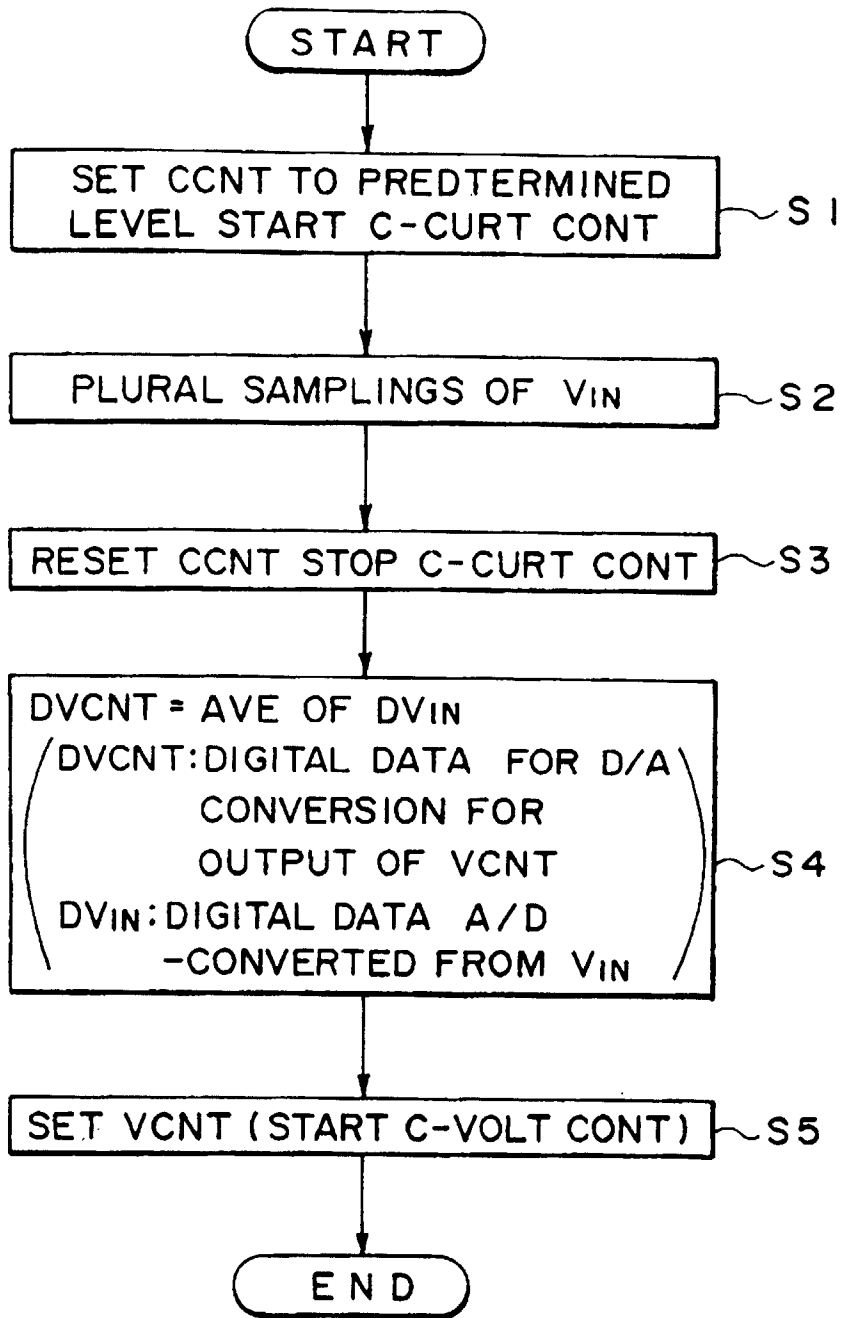 START
SET CCNT TO PREDTERMINED
LEVEL START C-CURT CONT
S1
PLURAL SAMPLINGS OF VIN
S2
RESET CCNT STOP C-CURT CONT
S3
DVCNT = AVE OF DVIN
DVCNT:DIGITAL DATA FOR D/A
CONVERSION FOR
OUTPUT OF VCNT
DVIN:DIGITAL DATA A/D
-CONVERTED FROM VIN
S4
SET VCNT (START C-VOLT CONT)
S5
END